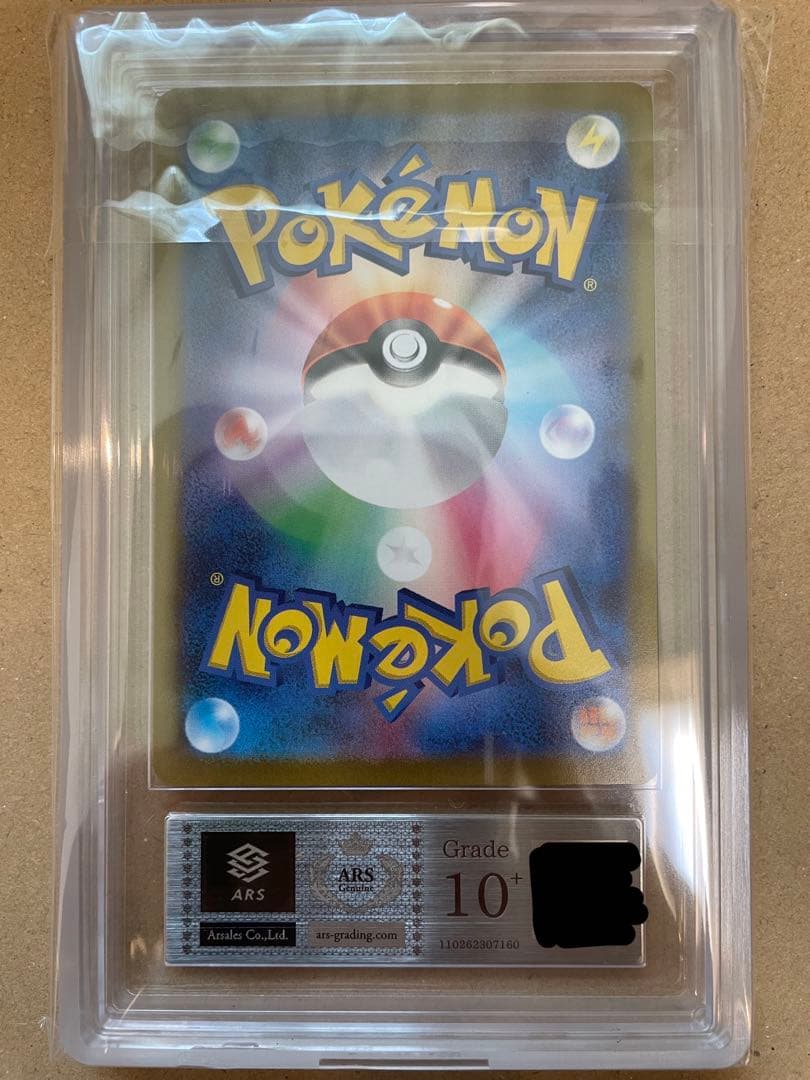 POKéMON
®
®
POKéMON
ARS
Arsales Co.,Ltd.
ARS
Genuine
ars-grading.com
Grade
10+
110262307160